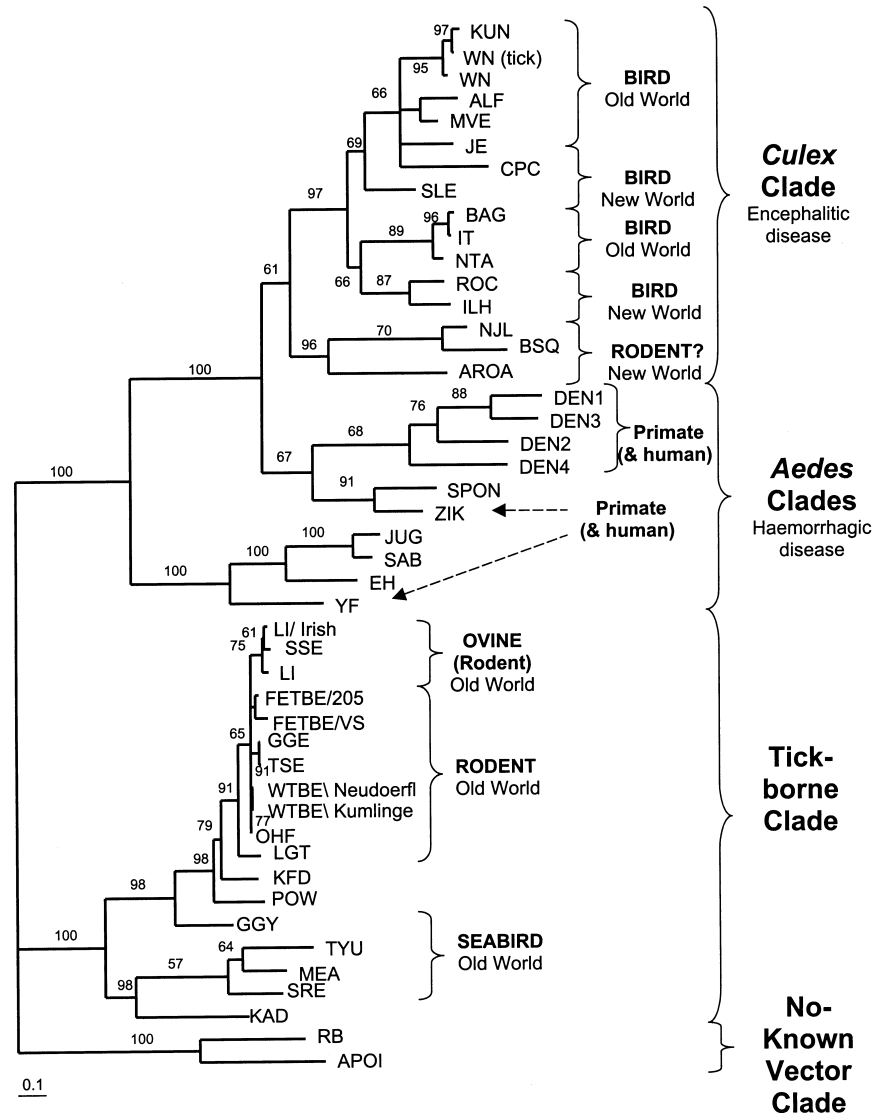 KUN
97
WN (tick)
95
WN
66
ALF
MVE
BIRD
Old World
69
JE
CPC
BIRD
New World
SLE
97
96
BAG
IT
89
NTA
BIRD
Old World
66
87
ROC
ILH
BIRD
New World
61
70
NJL
BSQ
96
AROA
RODENT?
New World
Culex
Clade
Encephalitic
disease
100
88
DEN1
DEN3
76
DEN2
68
DEN4
Primate
(& human)
67
91
SPON
ZIK
Primate
(& human)
Aedes
Clades
Haemorrhagic
disease
100
100
JUG
SAB
100
EH
100
YF
61
LI/ Irish
75
SSE
LI
OVINE
(Rodent)
Old World
FETBE/205
FETBE/VS
65
GGE
TSE
91
WTBE\ Neudoerfl
WTBE\ Kumlinge
77
OHF
91
LGT
RODENT
Old World
79
KFD
98
POW
98
GGY
Tick-
borne
Clade
100
64
TYU
57
MEA
SRE
98
KAD
SEABIRD
Old World
100
RB
APOI
No-
Known
Vector
Clade
0.1